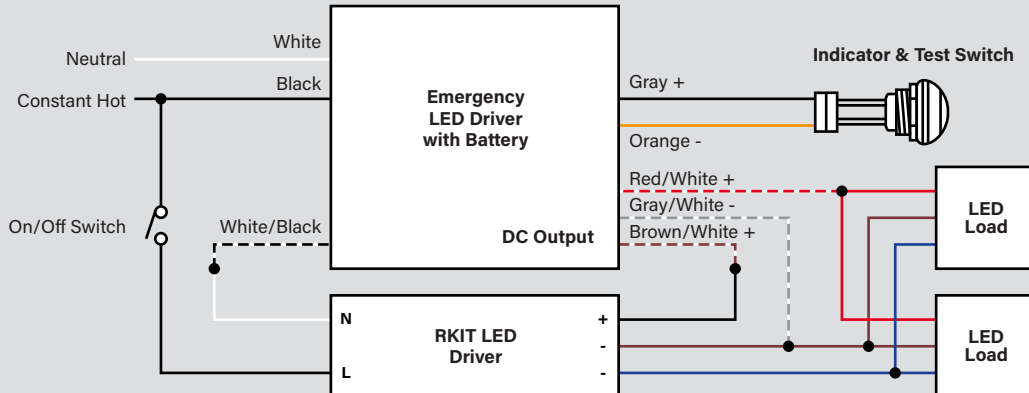 White
Neutral
Black
Constant Hot
Emergency
LED Driver
with Battery
Indicator & Test Switch
Gray +
Orange -
Red/White +
Gray/White -
Brown/White +
DC Output
On/Off Switch
White/Black
LED
Load
N
L
RKIT LED
Driver
+
-
-
LED
Load